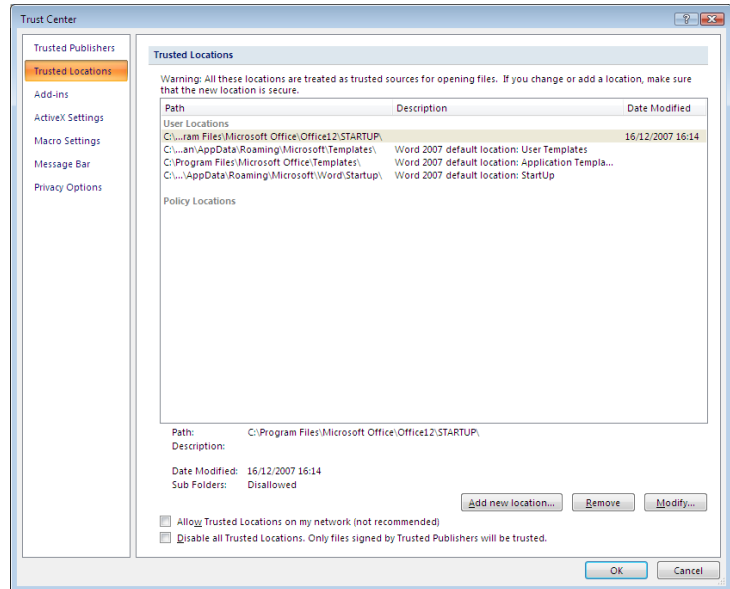 Trust Center
Trusted Publishers
Trusted Locations
Add-ins
ActiveX Settings
Macro Settings
Message Bar
Privacy Options
Trusted Locations
Warning: All these locations are treated as trusted sources for opening files. If you change or add a location, make sure
that the new location is secure.
Path Description Date Modified
User Locations
C:\...ram Files\Microsoft Office\Office12\STARTUP\ 16/12/2007 16:14
C:\...an\AppData\Roaming\Microsoft\Templates\ Word 2007 default location: User Templates
C:\Program Files\Microsoft Office\Templates\ Word 2007 default location: Application Templa...
C:\...\AppData\Roaming\Microsoft\Word\Startup\ Word 2007 default location: StartUp
Policy Locations
Path: C:\Program Files\Microsoft Office\Office12\STARTUP\
Description:
Date Modified: 16/12/2007 16:14
Sub Folders: Disallowed
Add new location... Remove Modify...
Allow Trusted Locations on my network (not recommended)
Disable all Trusted Locations. Only files signed by Trusted Publishers will be trusted.
OK Cancel